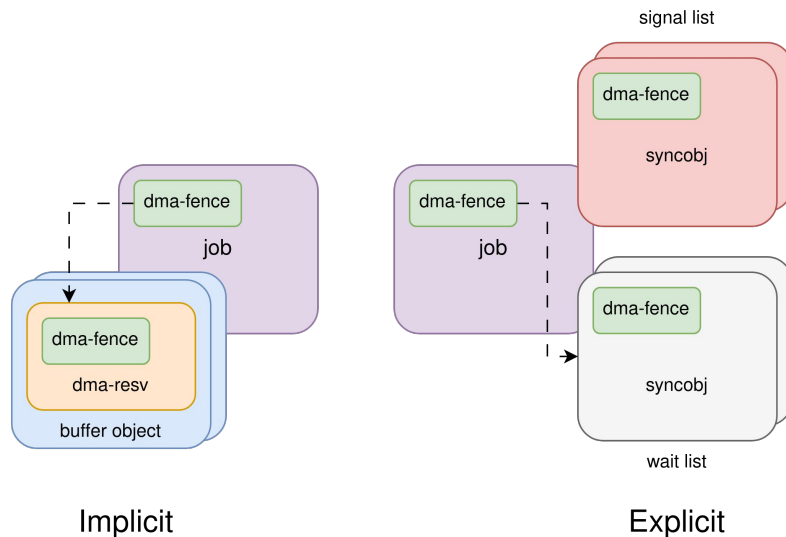 dma-fence
job
dma-fence
dma-resv
buffer object
Implicit
signal list
dma-fence
syncobj
dma-fence
job
dma-fence
syncobj
wait list
Explicit